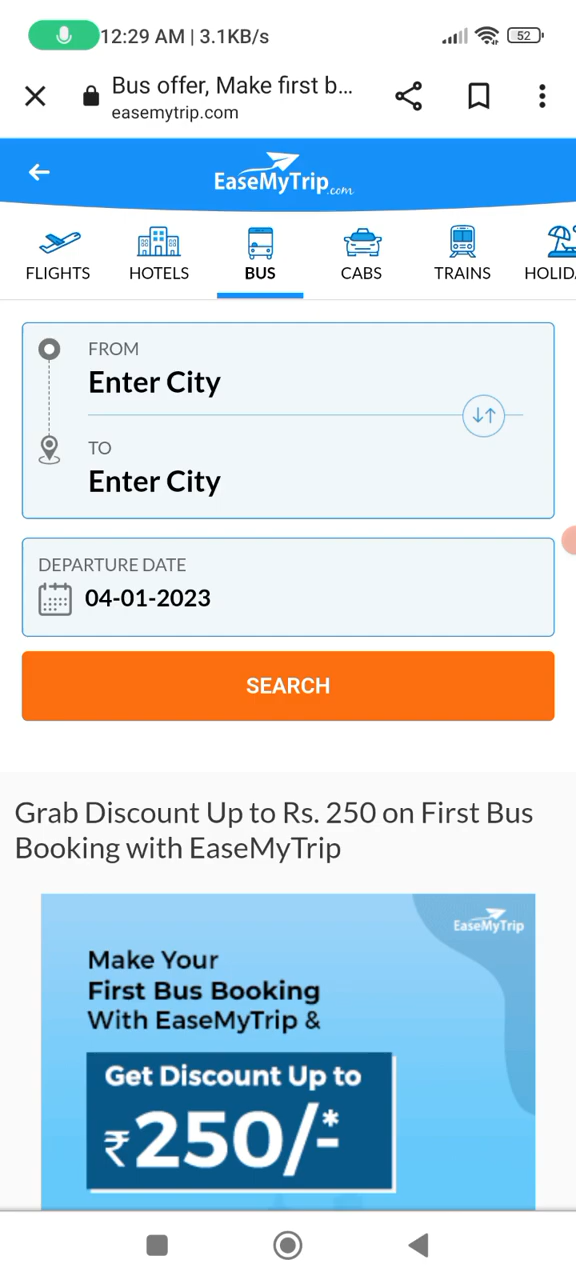 12:29 AM | 3.1KB/s
52
Bus offer, Make first b...
easemytrip.com
EaseMyTrip.com
FLIGHTS HOTELS BUS CABS TRAINS HOLID
FROM
Enter City
TO
Enter City
DEPARTURE DATE
04-01-2023
SEARCH
Grab Discount Up to Rs. 250 on First Bus
Booking with EaseMyTrip
EaseMyTrip
Make Your
First Bus Booking
With EaseMyTrip &
Get Discount Up to
₹250/-*